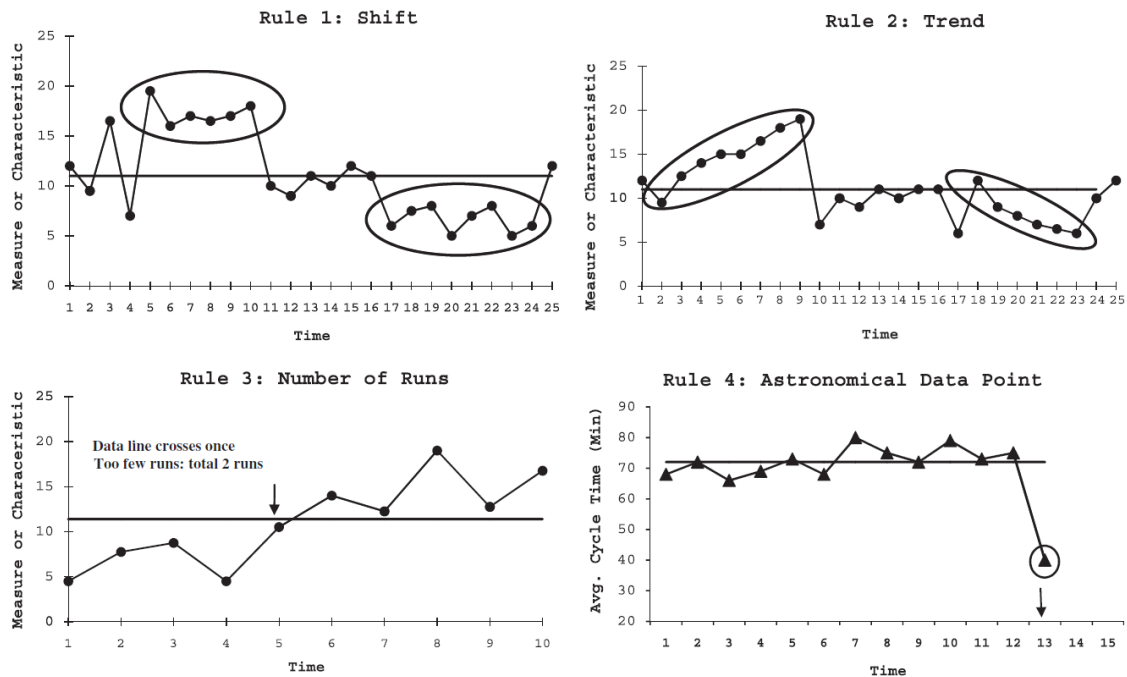 Rule 1: Shift
Measure or Characteristic
25
20
15
10
5
0
1 2 3 4 5 6 7 8 9 10 11 12 13 14 15 16 17 18 19 20 21 22 23 24 25
Time
Rule 2: Trend
Measure or Characteristic
25
20
15
10
5
0
1 2 3 4 5 6 7 8 9 10 11 12 13 14 15 16 17 18 19 20 21 22 23 24 25
Time
Rule 3: Number of Runs
Measure or Characeristic
25
20
15
10
5
0
Data line crosses once
Too few runs: total 2 runs
1 2 3 4 5 6 7 8 9 10
Time
Rule 4: Astronomical Data Point
Avg. Cycle Time (Min)
90
80
70
60
50
40
30
20
1 2 3 4 5 6 7 8 9 10 11 12 13 14 15
Time